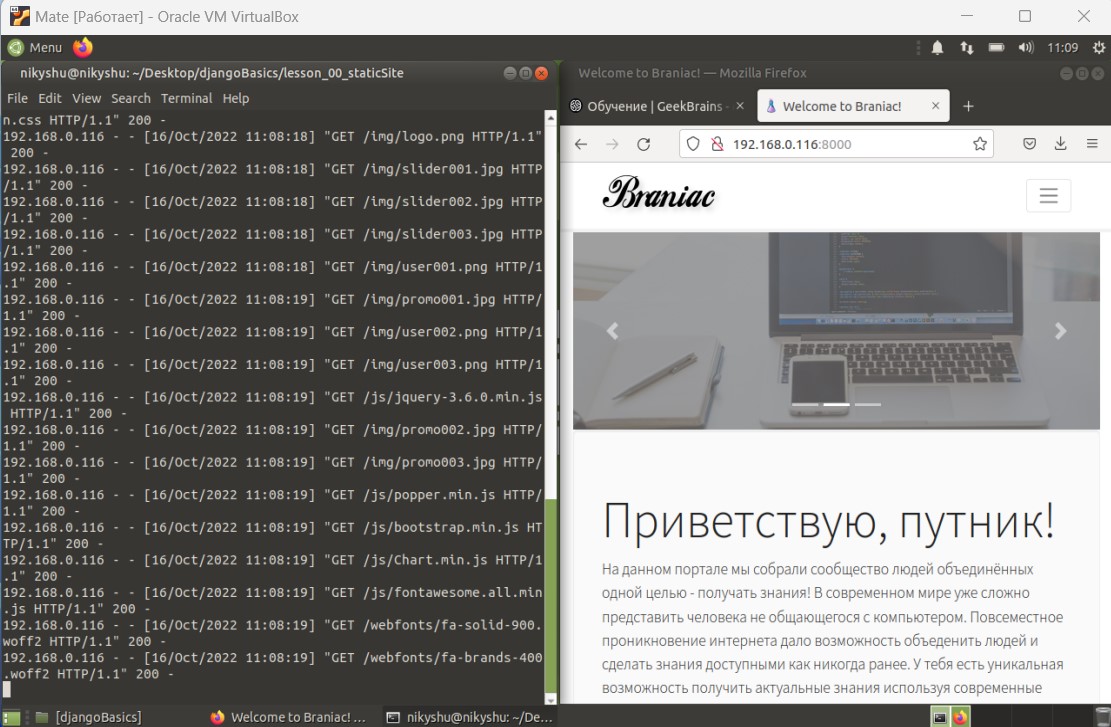 Mate [Работает] - Oracle VM VirtualBox
Menu
11:09
nikyshu@nikyshu: ~/Desktop/djangoBasics/lesson_00_staticSite
File Edit View Search Terminal Help
n.css HTTP/1.1" 200 -
192.168.0.116 - - [16/Oct/2022 11:08:18] "GET /img/logo.png HTTP/1.1"
 200 -
192.168.0.116 - - [16/Oct/2022 11:08:18] "GET /img/slider001.jpg HTTP
/1.1" 200 -
192.168.0.116 - - [16/Oct/2022 11:08:18] "GET /img/slider002.jpg HTTP
/1.1" 200 -
192.168.0.116 - - [16/Oct/2022 11:08:18] "GET /img/slider003.jpg HTTP
/1.1" 200 -
192.168.0.116 - - [16/Oct/2022 11:08:18] "GET /img/user001.png HTTP/1
.1" 200 -
192.168.0.116 - - [16/Oct/2022 11:08:19] "GET /img/promo001.jpg HTTP/
1.1" 200 -
192.168.0.116 - - [16/Oct/2022 11:08:19] "GET /img/user002.png HTTP/1
.1" 200 -
192.168.0.116 - - [16/Oct/2022 11:08:19] "GET /img/user003.png HTTP/1
.1" 200 -
192.168.0.116 - - [16/Oct/2022 11:08:19] "GET /js/jquery-3.6.0.min.js
 HTTP/1.1" 200 -
192.168.0.116 - - [16/Oct/2022 11:08:19] "GET /img/promo002.jpg HTTP/
1.1" 200 -
192.168.0.116 - - [16/Oct/2022 11:08:19] "GET /img/promo003.jpg HTTP/
1.1" 200 -
192.168.0.116 - - [16/Oct/2022 11:08:19] "GET /js/popper.min.js HTTP/
1.1" 200 -
192.168.0.116 - - [16/Oct/2022 11:08:19] "GET /js/bootstrap.min.js HT
TP/1.1" 200 -
192.168.0.116 - - [16/Oct/2022 11:08:19] "GET /js/Chart.min.js HTTP/1
.1" 200 -
192.168.0.116 - - [16/Oct/2022 11:08:19] "GET /js/fontawesome.all.min
.js HTTP/1.1" 200 -
192.168.0.116 - - [16/Oct/2022 11:08:19] "GET /webfonts/fa-solid-900.
woff2 HTTP/1.1" 200 -
192.168.0.116 - - [16/Oct/2022 11:08:19] "GET /webfonts/fa-brands-400
.woff2 HTTP/1.1" 200 -
Welcome to Braniac! — Mozilla Firefox
Обучение | GeekBrains -
Welcome to Braniac!
192.168.0.116:8000
Braniac
Приветствую, путник!
На данном портале мы собрали сообщество людей объединённых
одной целью - получать знания! В современном мире уже сложно
представить человека не общающегося с компьютером. Повсеместное
проникновение интернета дало возможность объеденить людей и
сделать знания доступными как никогда ранее. У тебя есть уникальная
возможность получить актуальные знания используя современные
[djangoBasics]
Welcome to Braniac! ...
nikyshu@nikyshu: ~/De...